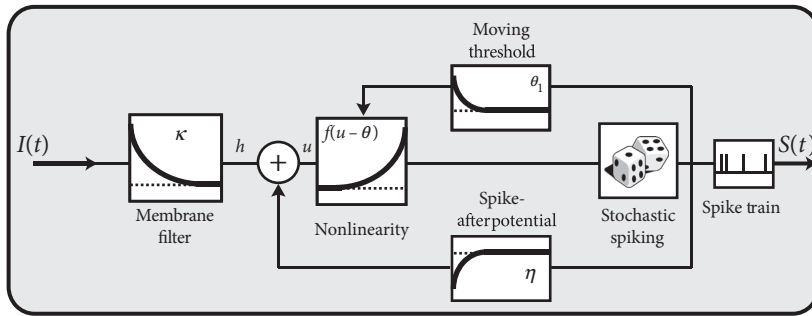 Moving
threshold
θ1
I(t)
κ
h
+
u
f(u – θ)
S(t)
Membrane
filter
Nonlinearity
Spike-
afterpotential
η
Stochastic
spiking
Spike train